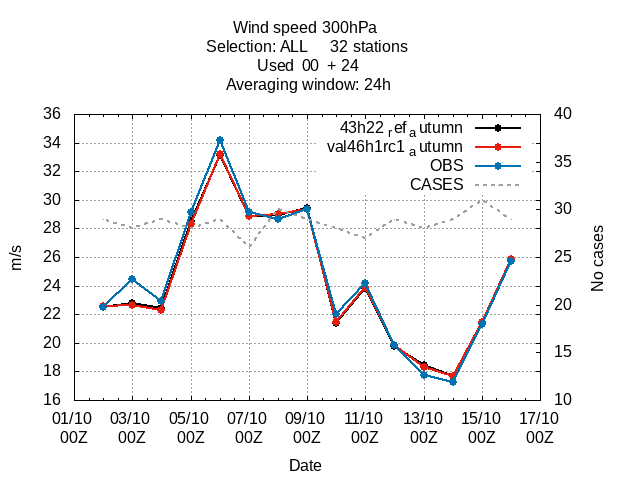 Wind speed 300hPa
Selection: ALL 32 stations
Used 00 + 24
Averaging window: 24h
43h22 refautumn
val46h1rc1 autumn
OBS
CASES
m/s
36
34
32
30
28
26
24
22
20
18
16
40
35
30
25
20
15
10
No cases
01/10 03/10 05/10 07/10 09/10 11/10 13/10 15/10 17/10
00Z 00Z 00Z 00Z 00Z 00Z 00Z 00Z 00Z
Date